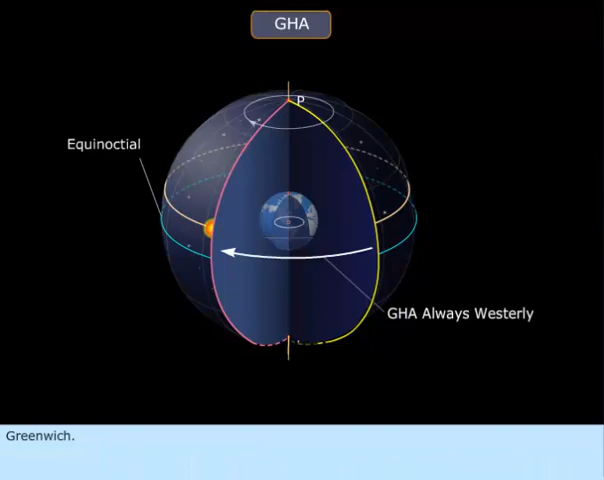 GHA
P
Equinoctial
GHA Always Westerly
Greenwich.